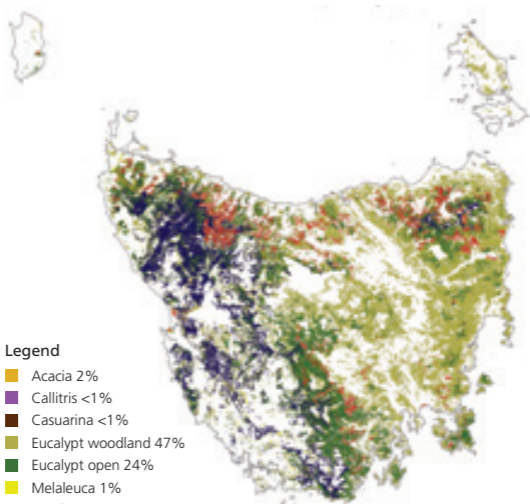 Legend
Acacia 2%
Callitris <1%
Casuarina <1%
Eucalypt woodland 47%
Eucalypt open 24%
Melaleuca 1%